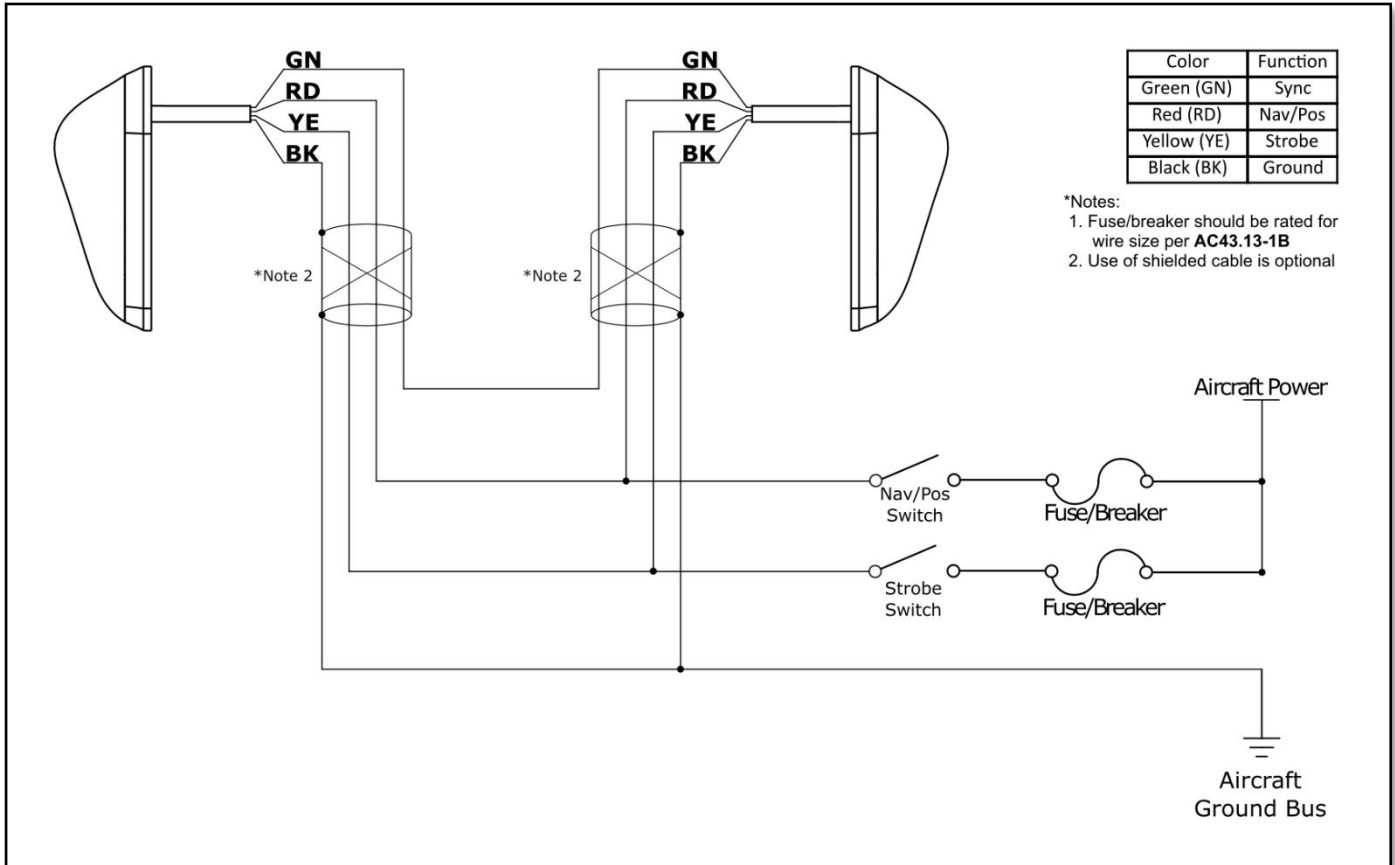 GN
RD
YE
BK
GN
RD
YE
BK
Color Function
Green (GN) Sync
Red (RD) Nav/Pos
Yellow (YE) Strobe
Black (BK) Ground
*Notes:
1. Fuse/breaker should be rated for
wire size per AC43.13-1B
2. Use of shielded cable is optional
*Note 2
*Note 2
Aircraft Power
Nav/Pos
Switch
Fuse/Breaker
Strobe
Switch
Fuse/Breaker
Aircraft
Ground Bus